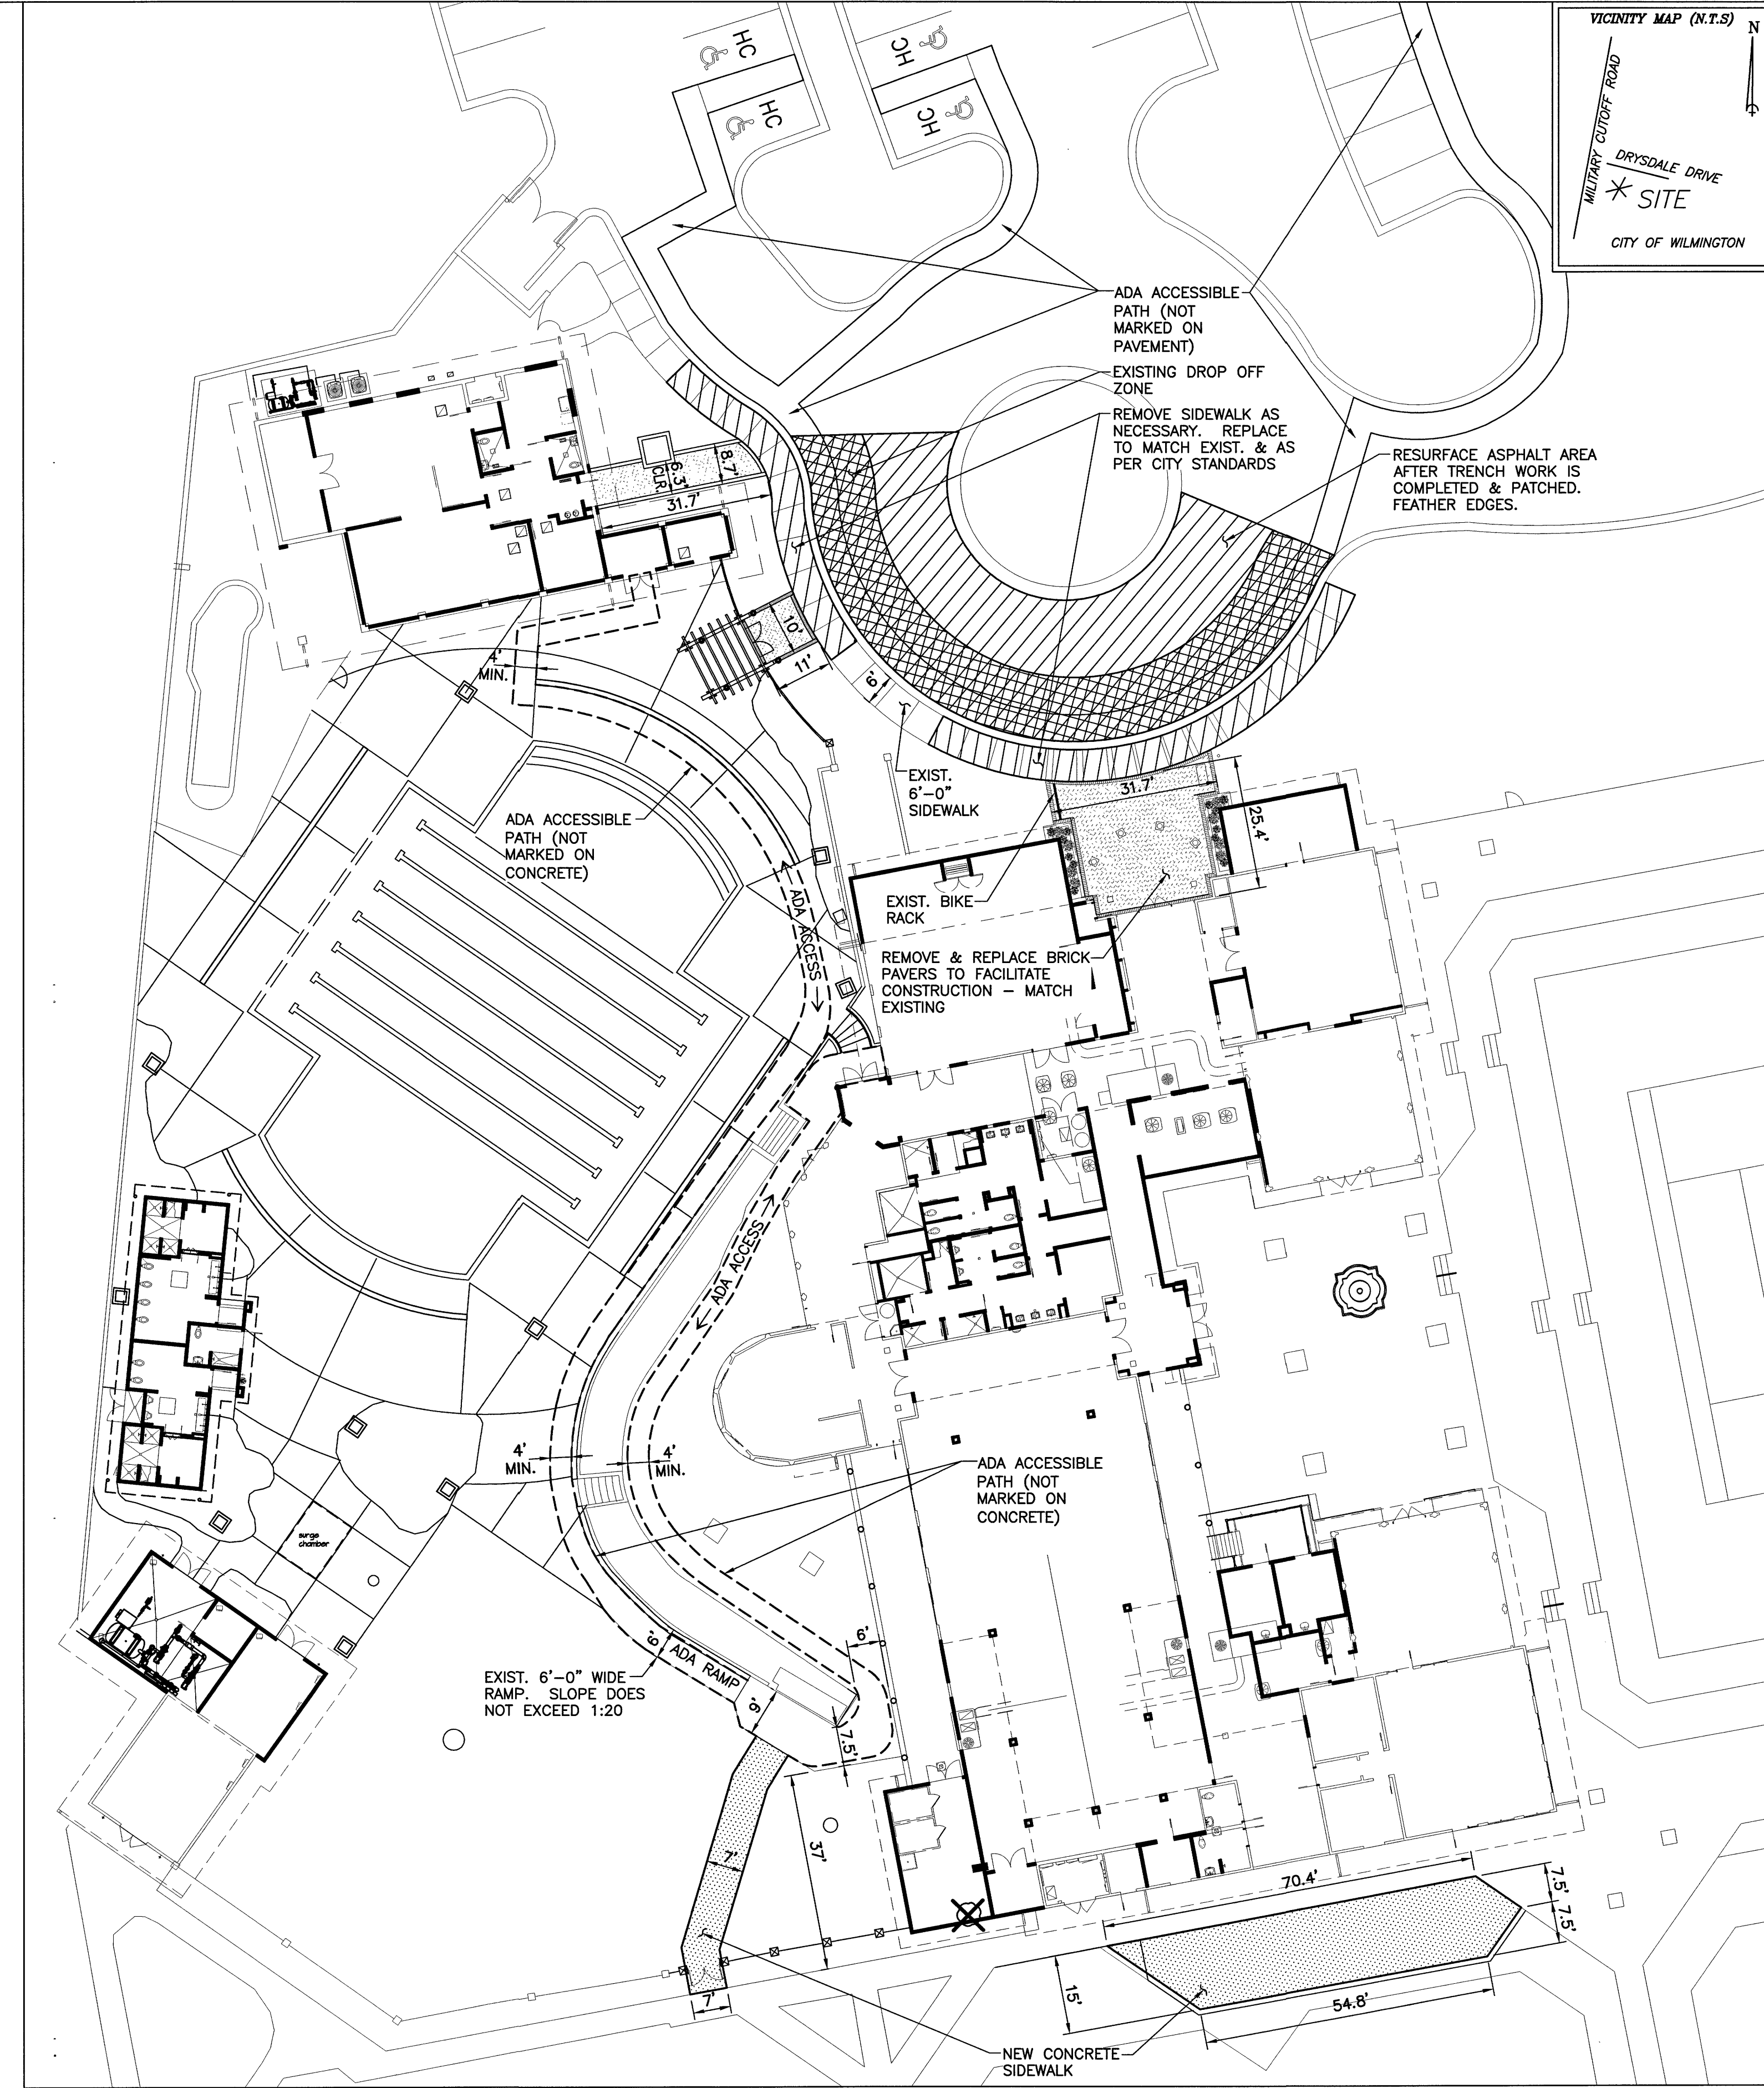 VICINITY MAP (N.T.S)
N
MILITARY CUTOFF ROAD
DRYSDALE DRIVE
SITE
CITY OF WILMINGTON
HC
HC
HC
HC
ADA ACCESSIBLE
PATH (NOT
MARKED ON
PAVEMENT)
EXISTING DROP OFF
ZONE
REMOVE SIDEWALK AS
NECESSARY. REPLACE
TO MATCH EXIST. & AS
PER CITY STANDARDS
RESURFACE ASPHALT AREA
AFTER TRENCH WORK IS
COMPLETED & PATCHED.
FEATHER EDGES.
8.7'
6.3'
CLR.
31.7'
10'
11'
4'
MIN.
6'
EXIST.
6'-0"
SIDEWALK
31.7'
25.4'
ADA ACCESSIBLE
PATH (NOT
MARKED ON
CONCRETE)
ADA ACCESS
EXIST. BIKE
RACK
REMOVE & REPLACE BRICK
PAVERS TO FACILITATE
CONSTRUCTION – MATCH
EXISTING
ADA ACCESS
4'
MIN.
4'
MIN.
ADA ACCESSIBLE
PATH (NOT
MARKED ON
CONCRETE)
surge
chamber
6'
6'
ADA RAMP
EXIST. 6'-0" WIDE
RAMP. SLOPE DOES
NOT EXCEED 1:20
6'
7.5'
37'
7'
70.4'
7.5'
7.5'
15'
54.8'
7'
NEW CONCRETE
SIDEWALK